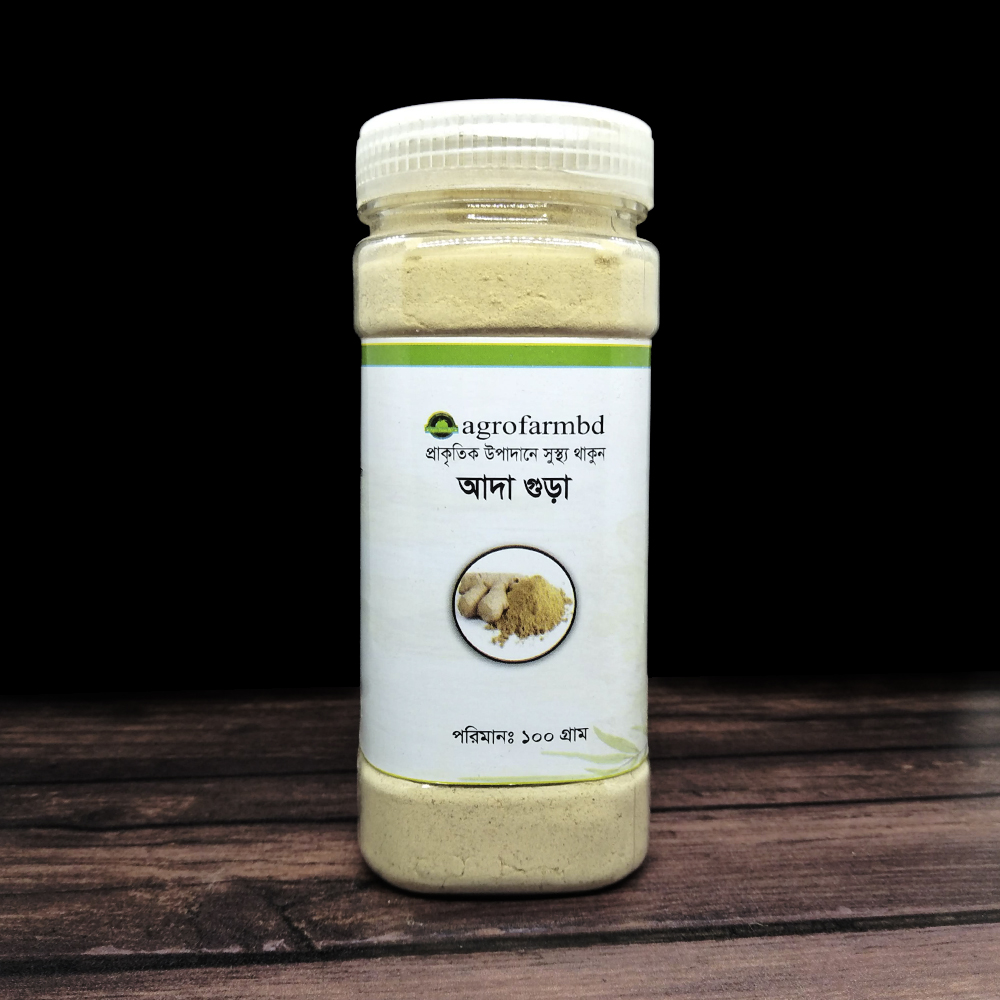 agrofarmbd
প্রাকৃতিক উপাদানে সুস্থ্য থাকুন
আদা গুড়া
পরিমানঃ ১০০ গ্রাম